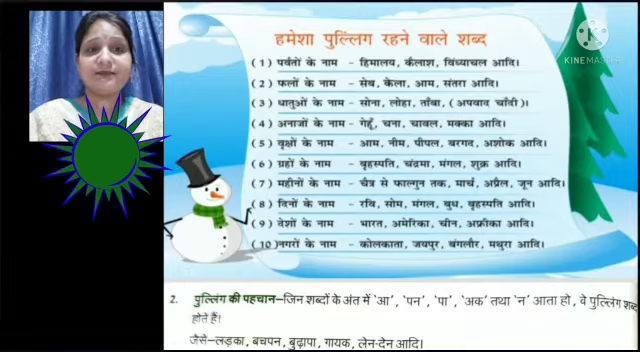 हमेशा पुल्लिंग रहने वाले शब्द
KINEMASTER
(1) पर्वतों के नाम - हिमालय, कैलाश, विंध्याचल आदि।
(2) फलों के नाम - सेब, केला, आम, संतरा आदि।
(3) धातुओं के नाम - सोना, लोहा, ताँबा, (अपवाद चाँदी)।
(4) अनाजों के नाम - गेहूँ, चना, चावल, मक्का आदि।
(5) वृक्षों के नाम - आम, नीम, पीपल, बरगद, अशोक आदि।
(6) ग्रहों के नाम - बृहस्पति, चंद्रमा, मंगल, शुक्र आदि।
(7) महीनों के नाम - चैत्र से फाल्गुन तक, मार्च, अप्रैल, जून आदि।
(8) दिनों के नाम - रवि, सोम, मंगल, बुध, बृहस्पति आदि।
(9) देशों के नाम - भारत, अमेरिका, चीन, अफ्रीका आदि।
(10) नगरों के नाम - कोलकाता, जयपुर, बंगलौर, मथुरा आदि।
2. पुल्लिंग की पहचान–जिन शब्दों के अंत में 'आ', 'पन', 'पा', 'अक' तथा 'न' आता हो, वे पुल्लिंग शब्द
होते हैं।
जैसे–लड़का, बचपन, बुढ़ापा, गायक, लेन-देन आदि।